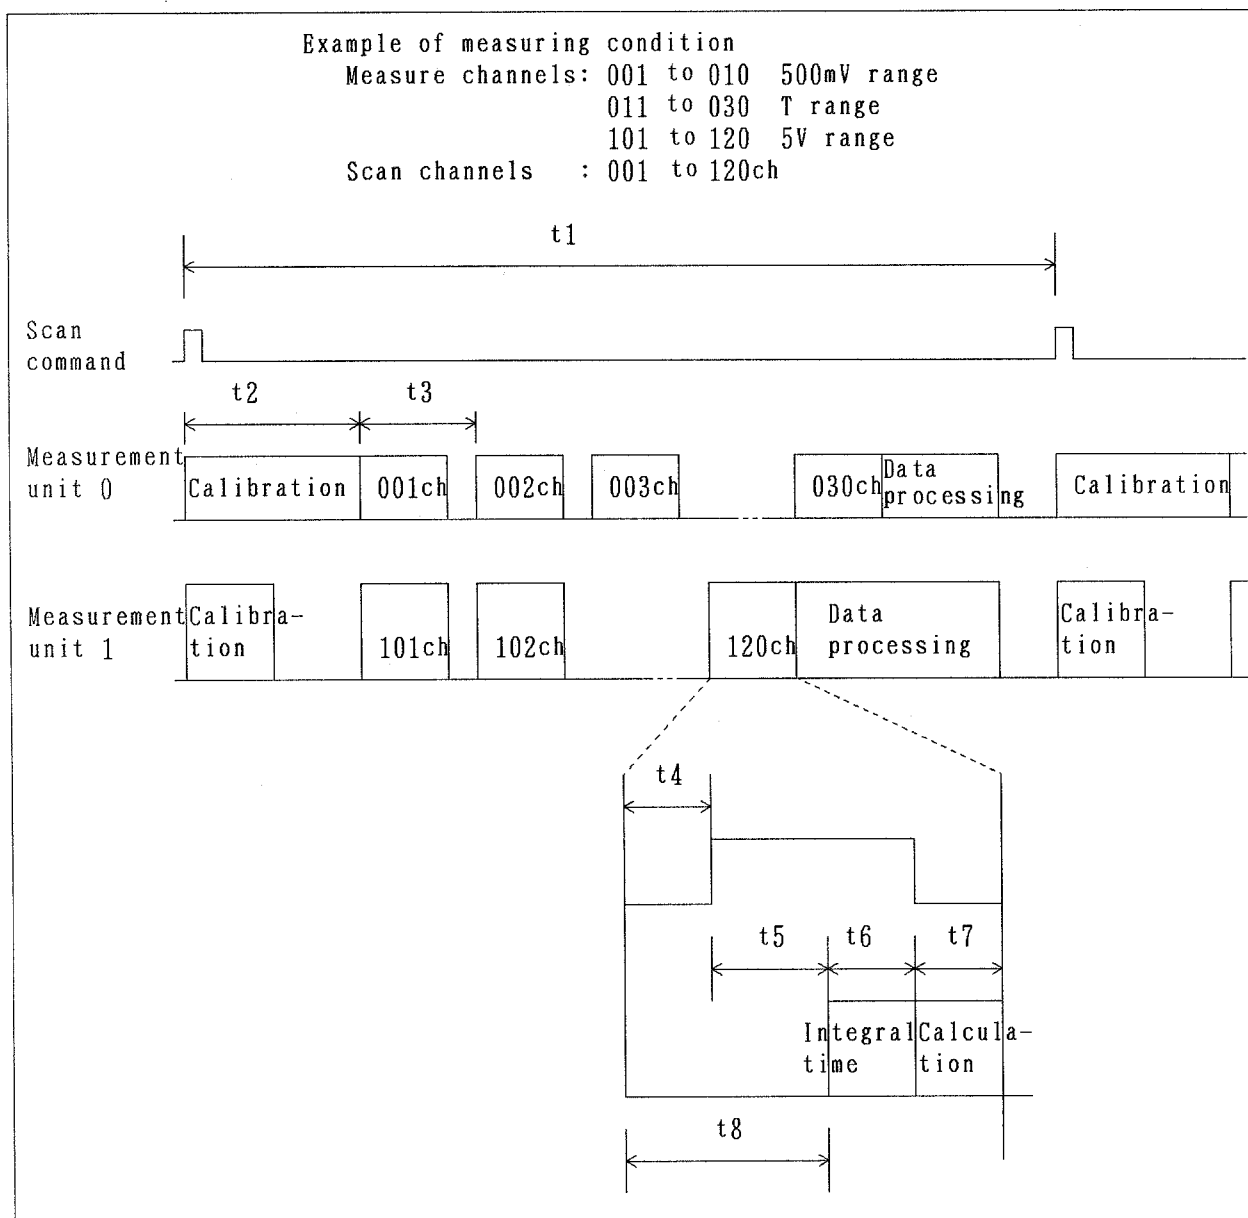 Example of measuring condition
Measure channels: 001 to 010 500mV range
011 to 030 T range
101 to 120 5V range
Scan channels : 001 to 120ch
t1
Scan
command
t2 t3
Measurement
unit 0
Calibration 001ch 002ch 003ch 030ch Data
processing Calibration
Measurement
unit 1
Calibra-
tion 101ch 102ch 120ch Data
processing Calibra-
tion
t4
t5 t6 t7
Integral
time
Calcula-
tion
t8